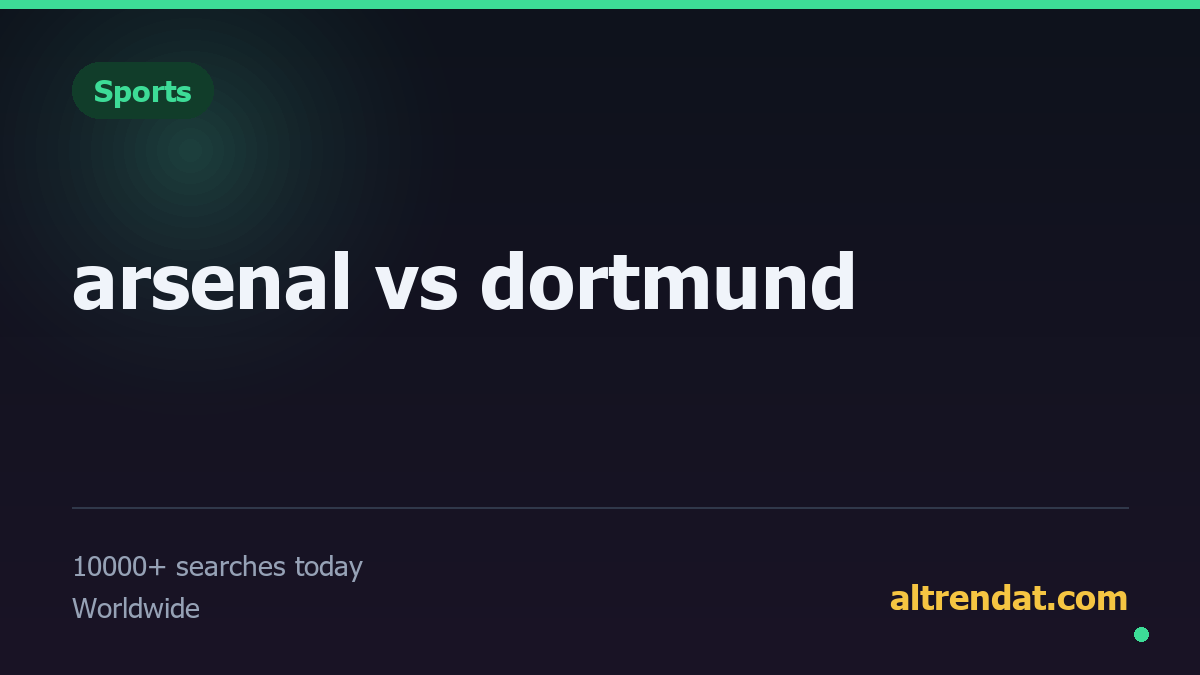 Sports
arsenal vs dortmund
10000+ searches today
Worldwide
altrendat.com